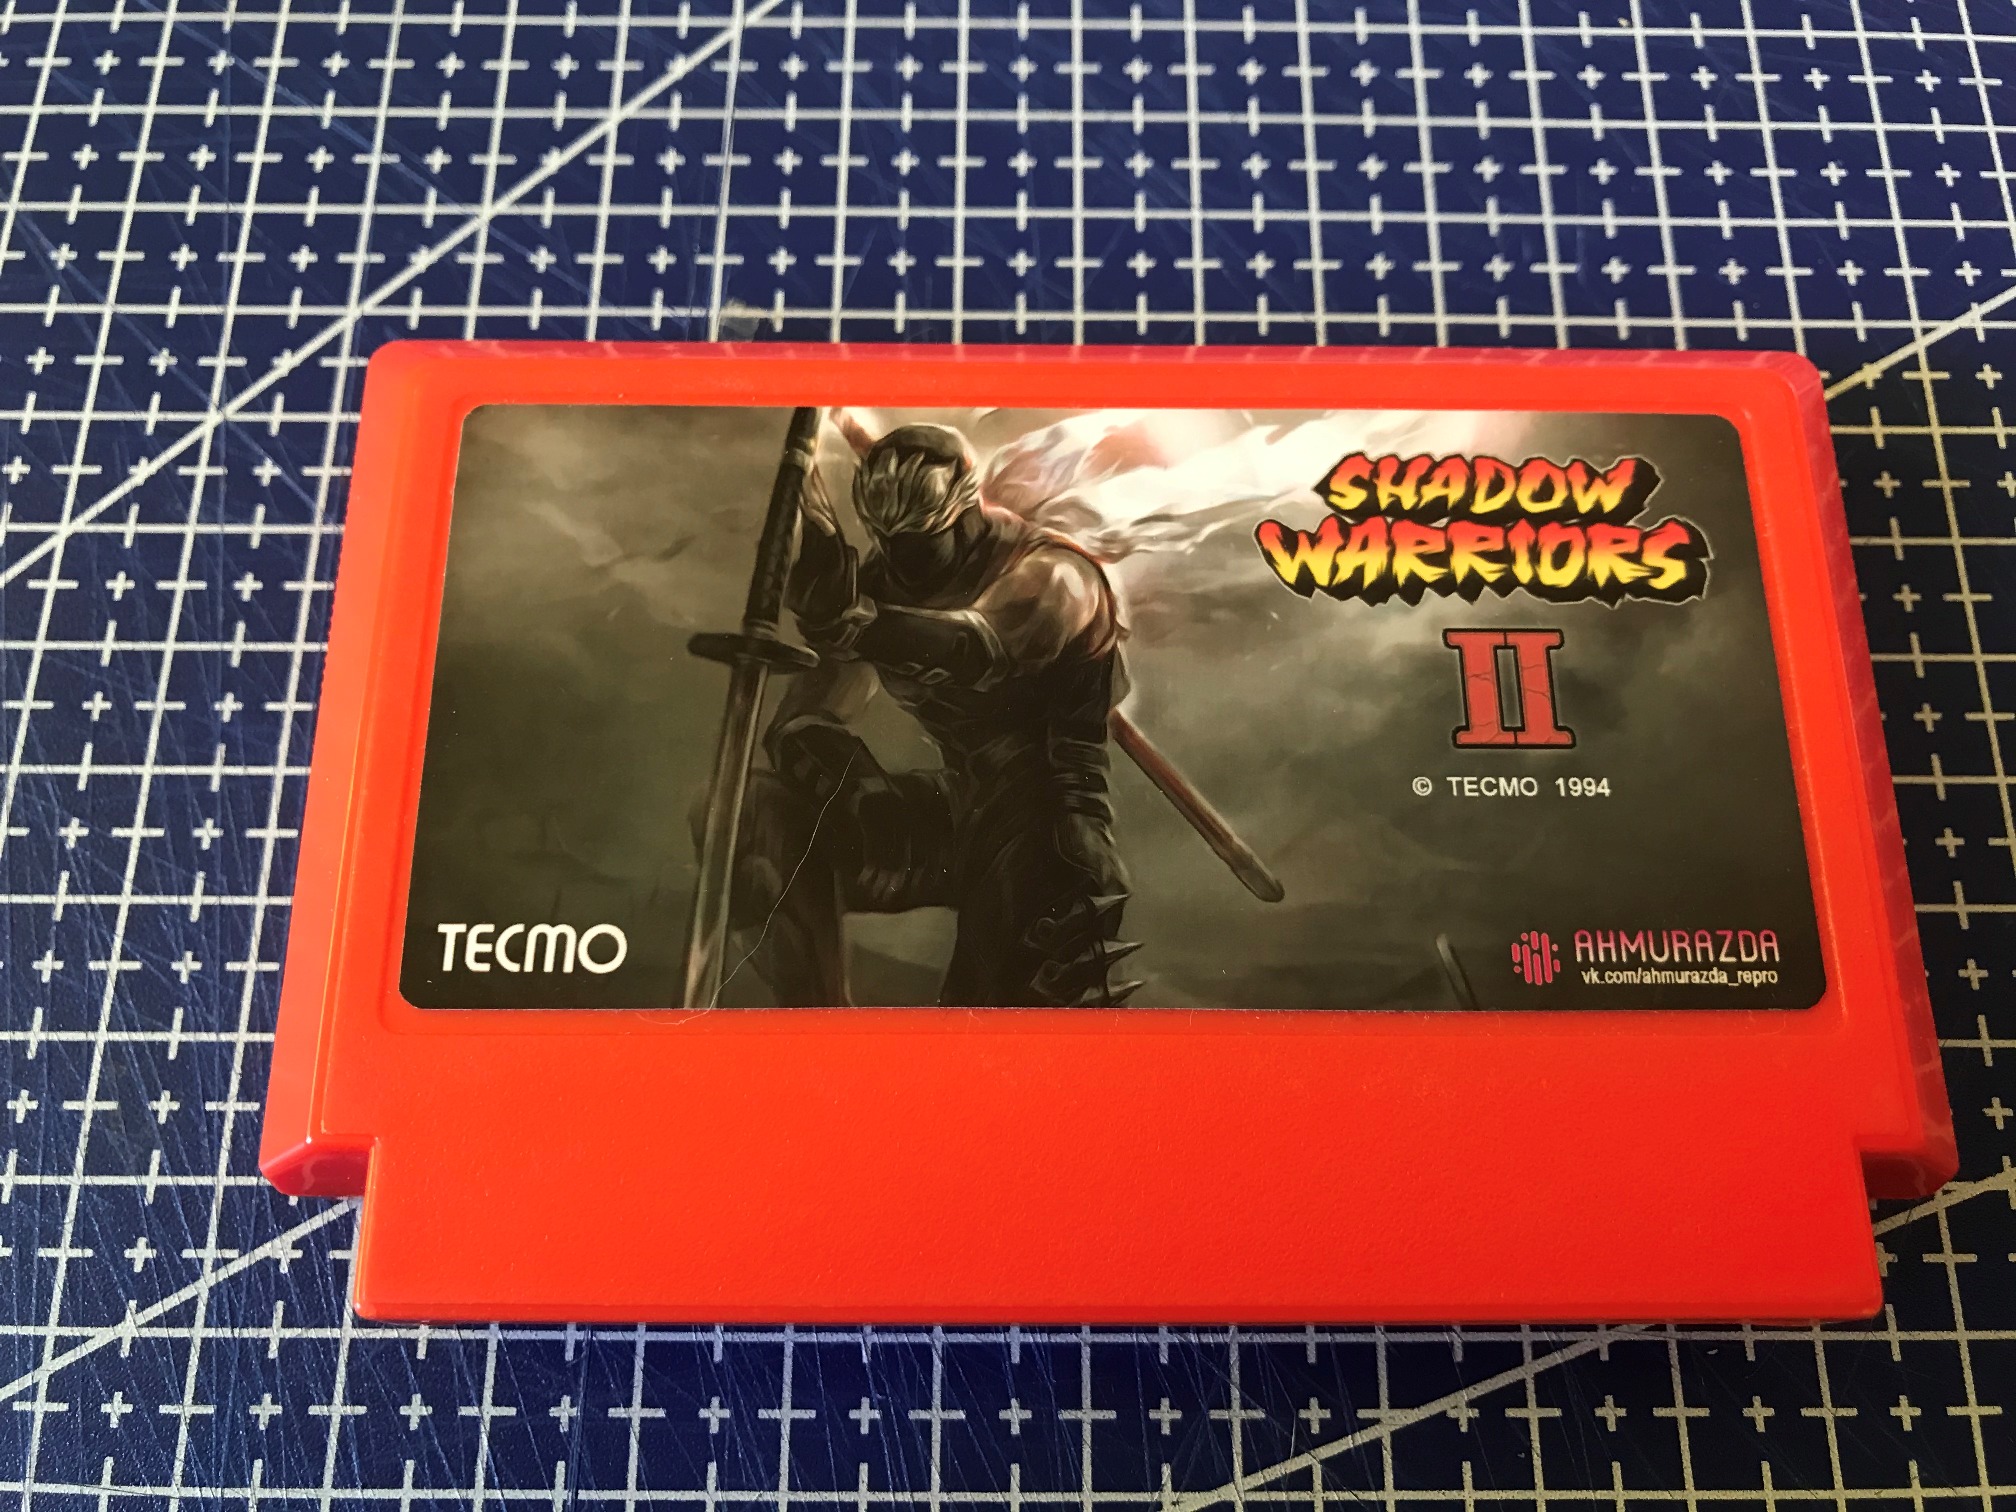 SHADOW
WARRIORS
II
© TECMO 1994
TECMO
AHMURAZDA
vk.com/ahmurazda_repro